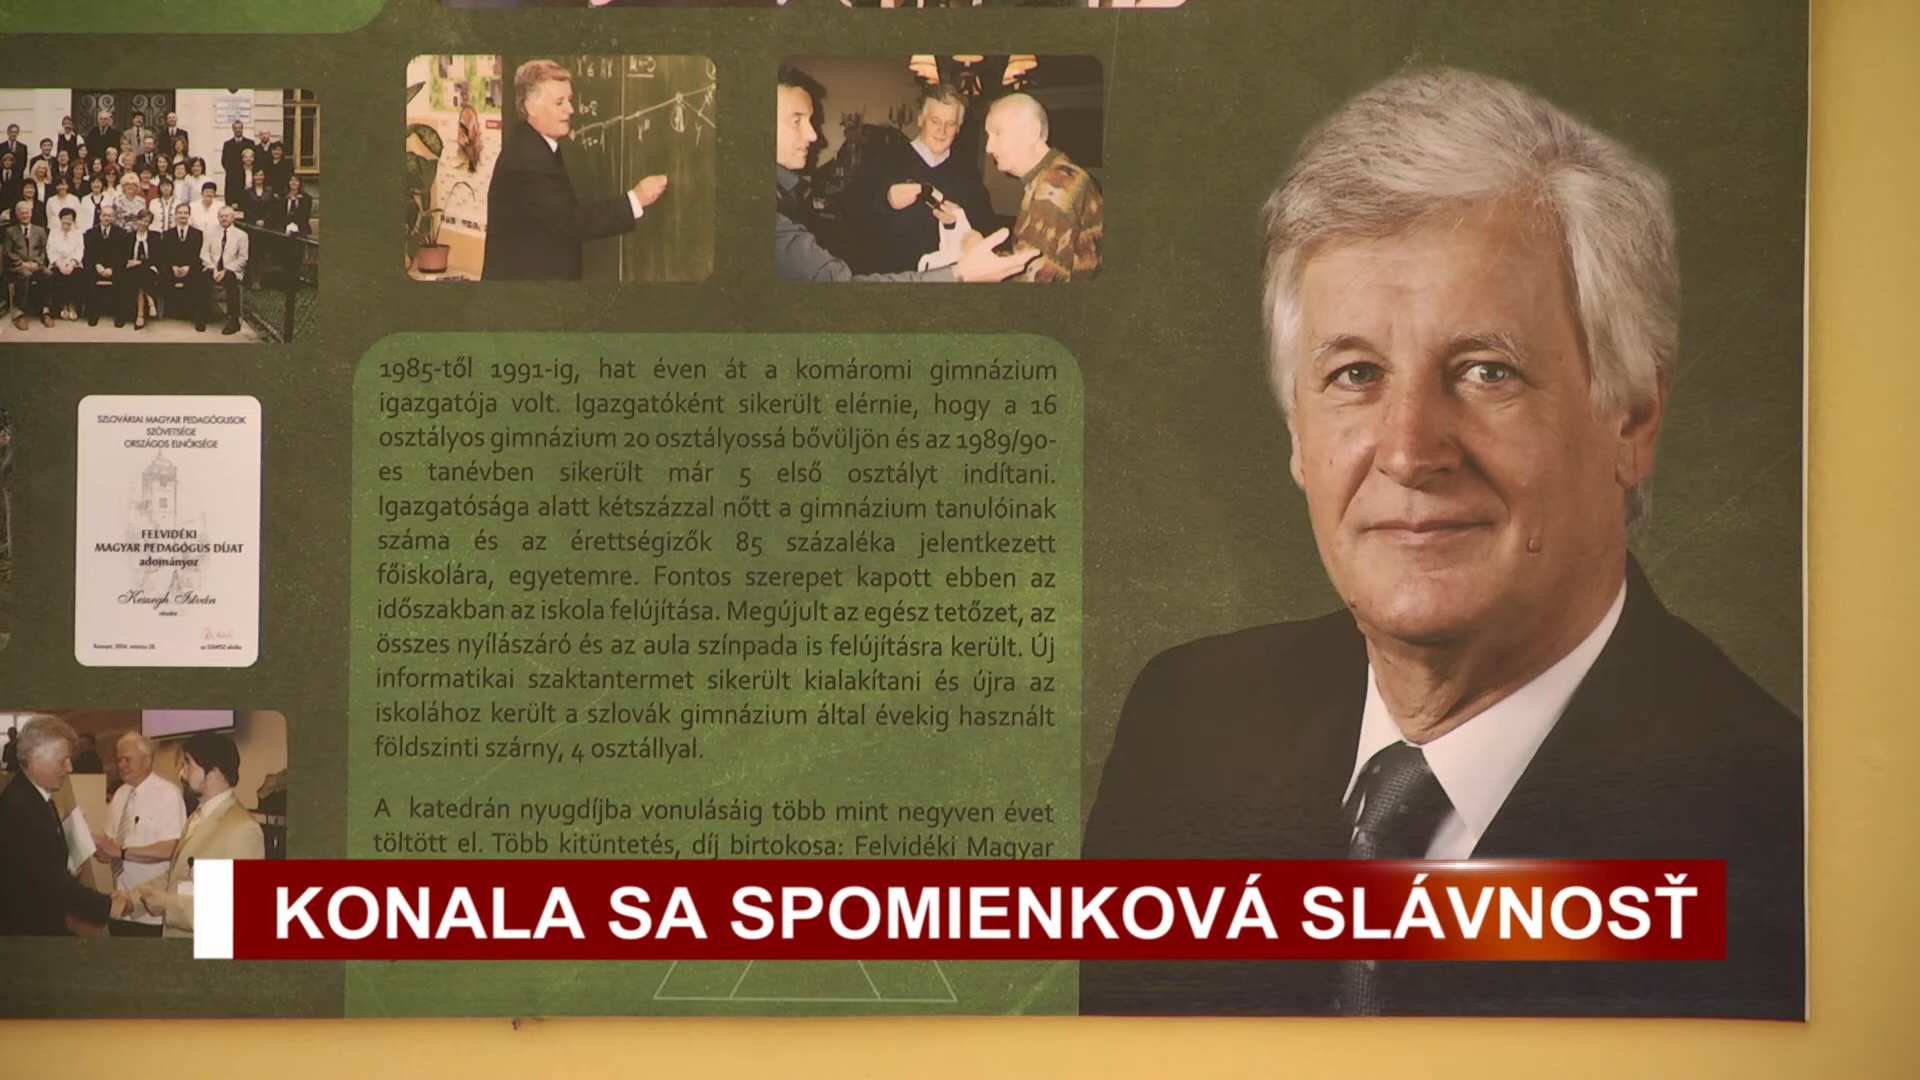 SZLOVÁKIAI MAGYAR PEDAGÓGUSOK
SZÖVETSÉGE
ORSZÁGOS ELNÖKSÉGE
FELVIDÉKI
MAGYAR PEDAGÓGUS DÍJAT
adományoz
Keszegh István
részére
1985-től 1991-ig, hat éven át a komáromi gimnázium
igazgatója volt. Igazgatóként sikerült elérnie, hogy a 16
osztályos gimnázium 20 osztályossá bővüljön és az 1989/90-
es tanévben sikerült már 5 első osztályt indítani.
Igazgatósága alatt kétszázzal nőtt a gimnázium tanulóinak
száma és az érettségizők 85 százaléka jelentkezett
főiskolára, egyetemre. Fontos szerepet kapott ebben az
időszakban az iskola felújítása. Megújult az egész tetőzet, az
összes nyílászáró és az aula színpada is felújításra került. Új
informatikai szaktantermet sikerült kialakítani és újra az
iskolához került a szlovák gimnázium által évekig használt
földszinti szárny, 4 osztállyal.
A katedrán nyugdíjba vonulásáig több mint negyven évet
töltött el. Több kitüntetés, díj birtokosa: Felvidéki Magyar
KONALA SA SPOMIENKOVÁ SLÁVNOSŤ